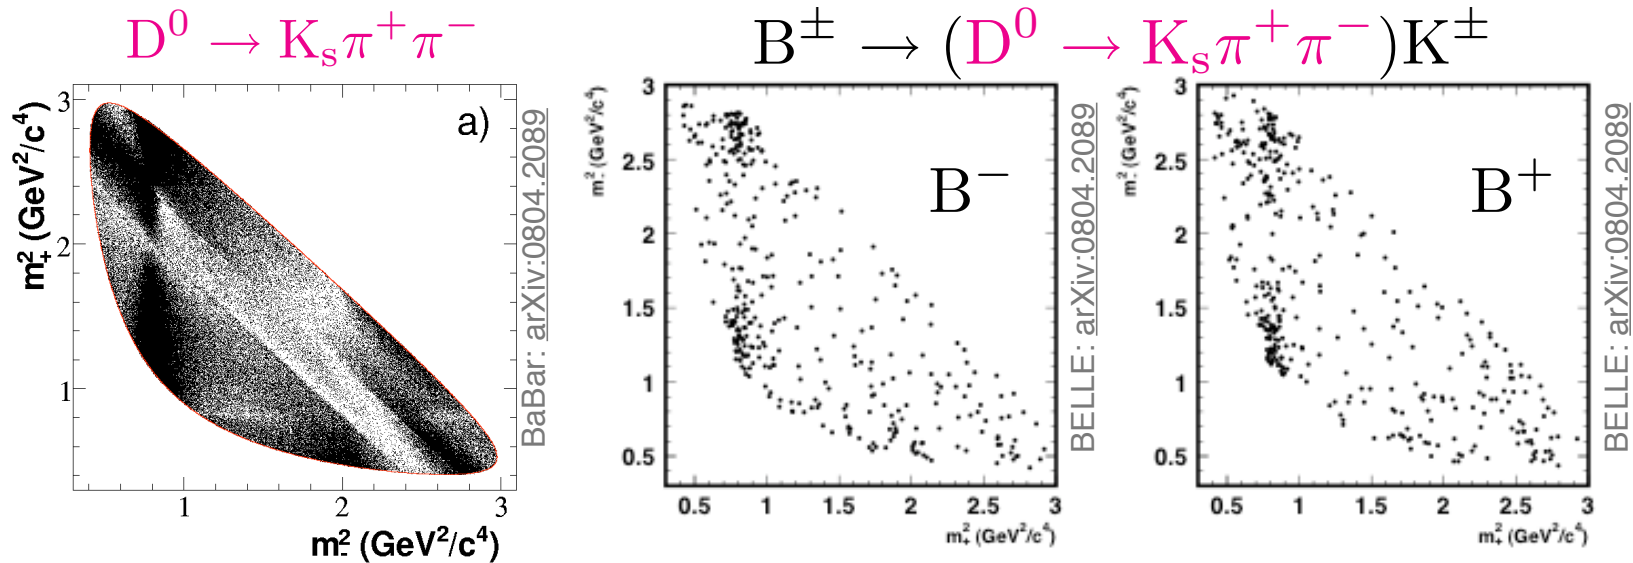 D⁰ → Kₛπ⁺π⁻
a)
m₊² (GeV²/c⁴)
3
2
1
1 2 3
m₋² (GeV²/c⁴)
BaBar: arXiv:0804.2089
B± → (D⁰ → Kₛπ⁺π⁻)K±
m₋² (GeV²/c⁴)
3
2.5
2
1.5
1
0.5
B⁻
0.5 1 1.5 2 2.5 3
m₊² (GeV²/c⁴)
BELLE: arXiv:0804.2089
m₋² (GeV²/c⁴)
3
2.5
2
1.5
1
0.5
B⁺
0.5 1 1.5 2 2.5 3
m₊² (GeV²/c⁴)
BELLE: arXiv:0804.2089